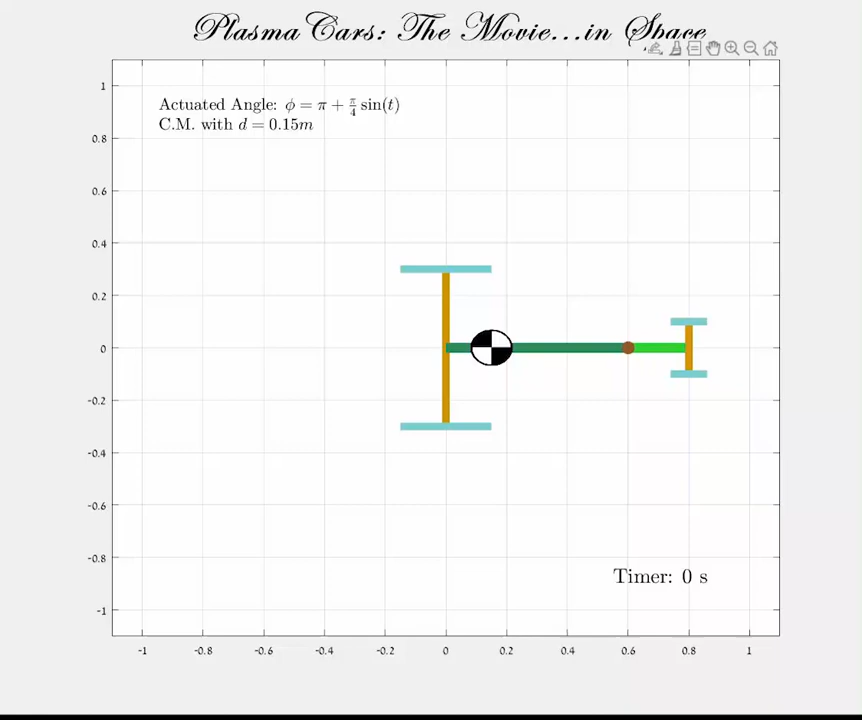 Plasma Cars: The Movie...in Space
Actuated Angle: ϕ = π + π/4 sin(t)
C.M. with d = 0.15m
1
0.8
0.6
0.4
0.2
0
-0.2
-0.4
-0.6
-0.8
-1
Timer: 0 s
-1 -0.8 -0.6 -0.4 -0.2 0 0.2 0.4 0.6 0.8 1